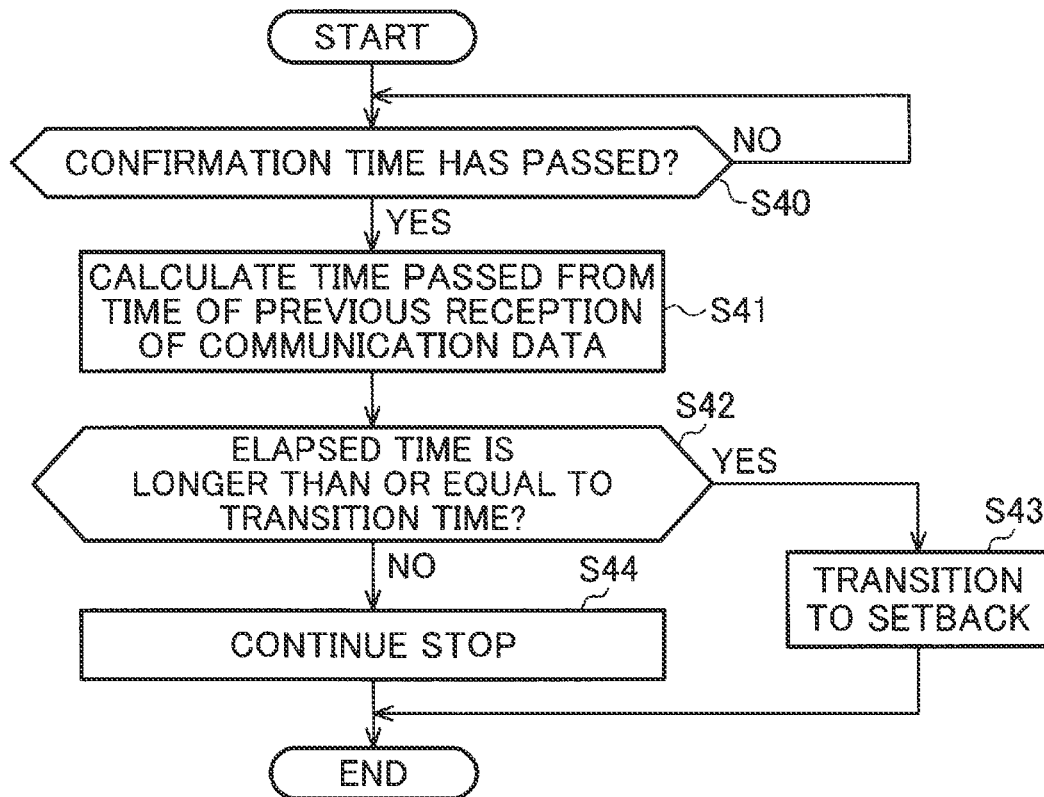 START
CONFIRMATION TIME HAS PASSED?
NO
S40
YES
CALCULATE TIME PASSED FROM
TIME OF PREVIOUS RECEPTION
OF COMMUNICATION DATA
S41
S42
ELAPSED TIME IS
LONGER THAN OR EQUAL TO
TRANSITION TIME?
YES
NO
S43
TRANSITION
TO SETBACK
S44
CONTINUE STOP
END